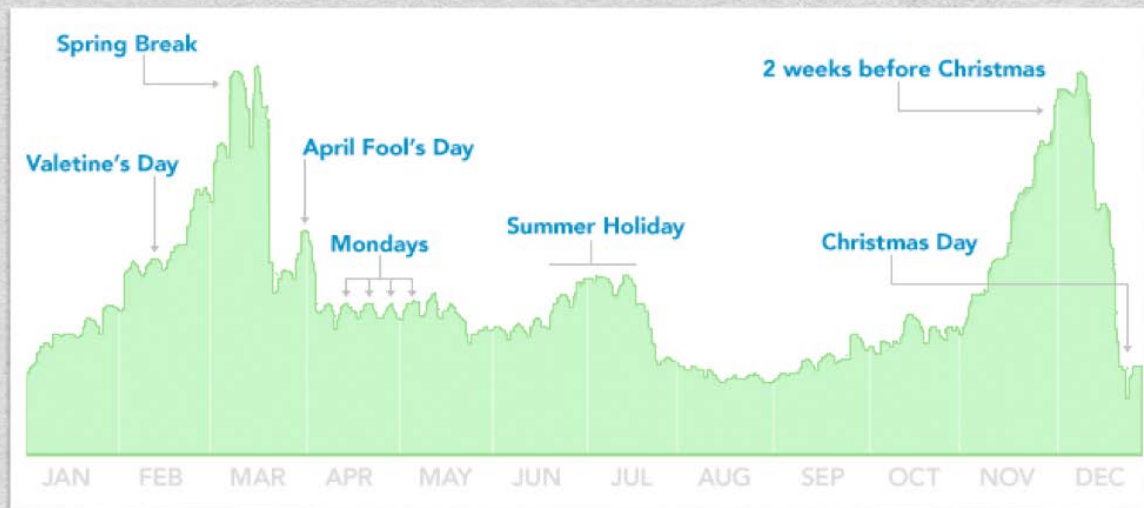 Spring Break
2 weeks before Christmas
April Fool's Day
Valetine's Day
Summer Holiday
Mondays
Christmas Day
JAN FEB MAR APR MAY JUN JUL AUG SEP OCT NOV DEC